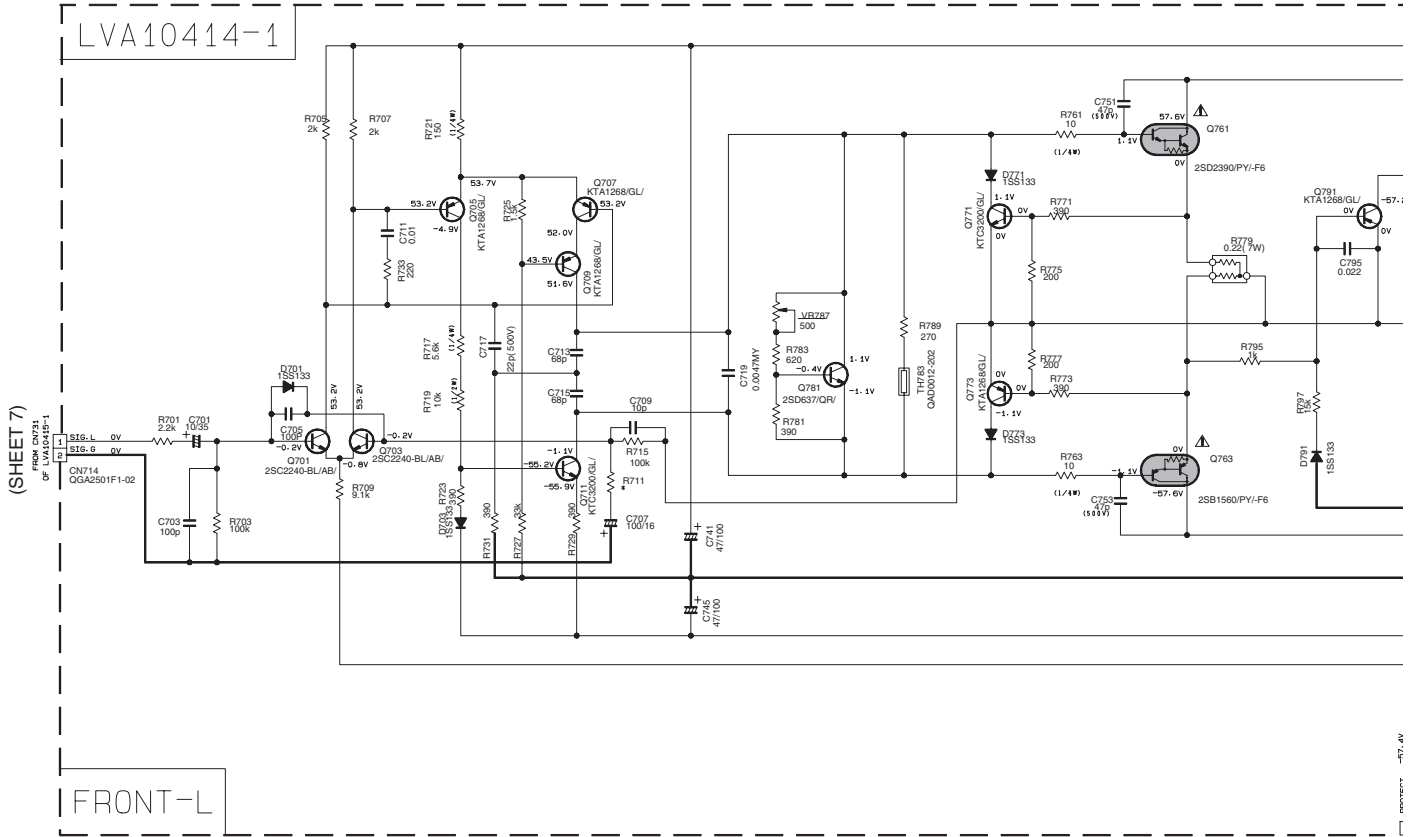 LVA10414-1
(SHEET 7)
FROM CN731
OF LVA10415-1
1
SIG.L 0V
2
SIG.G 0V
CN714
QGA2501F1-02
R701
2.2k
C701
10/35
+
C703
100p
R703
100k
D701
1SS133
C705
100P
-0.2V
Q701
2SC2240-BL/AB/
53.2V
53.2V
-0.2V
Q703
2SC2240-BL/AB/
-0.8V
R709
9.1k
R705
2k
R707
2k
R721
150
(1/4W)
53.7V
53.2V
Q705
KTA1268/GL/
-4.9V
C711
0.01
R733
220
R725
1.5k
Q707
KTA1268/GL/
53.2V
52.0V
43.5V
Q709
KTA1268/GL/
51.6V
R717
5.6k
(1/4W)
R719
10k
(1/2W)
C717
22p(500V)
C713
68p
C715
68p
C709
10p
R715
100k
R711
*
C707
100/16
+
-1.1V
-55.2V
Q711
KTC3200/GL/
-55.9V
R723
390
D703
1SS133
390
R731
33k
R727
390
R729
+
C741
47/100
+
C745
47/100
C719
0.0047MY
VR787
500
R783
620
-0.4V
1.1V
-1.1V
Q781
2SD637/QR/
R781
390
R789
270
TH783
QAD0012-202
D771
1SS133
1.1V
Q771
KTC3200/GL/
0V
0V
R771
390
R775
200
R777
200
R773
390
Q773
KTA1268/GL/
0V
-1.1V
D773
1SS133
R761
10
(1/4W)
C751
47p
(500V)
57.6V
1.1V
0V
Q761
2SD2390/PY/-F6
R779
0.22(7W)
R763
10
(1/4W)
-1.1V
C753
47p
(500V)
-57.6V
Q763
2SB1560/PY/-F6
R795
1k
Q791
KTA1268/GL/
0V
-57.2
0V
C795
0.022
R797
15k
D791
1SS133
-57.4V
PROTECT
FRONT-L